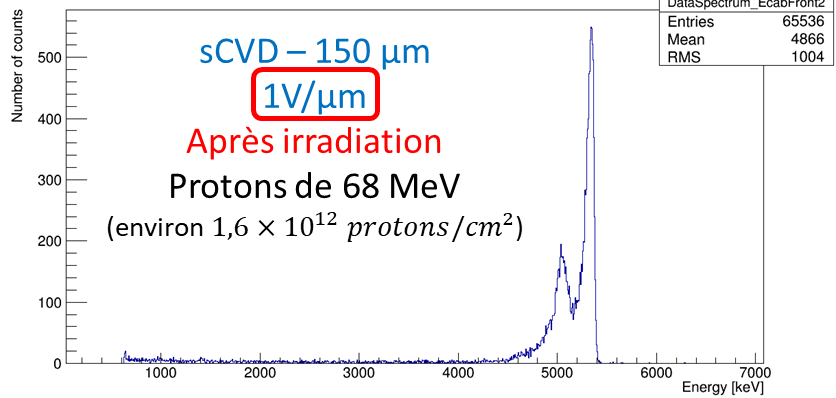 DataSpectrum_EcabFront2
Entries 65536
Mean 4866
RMS 1004
Number of counts
500
400
300
200
100
0
sCVD – 150 µm
1V/µm
Après irradiation
Protons de 68 MeV
(environ 1,6 × 10¹² protons/cm²)
1000 2000 3000 4000 5000 6000 7000
Energy [keV]